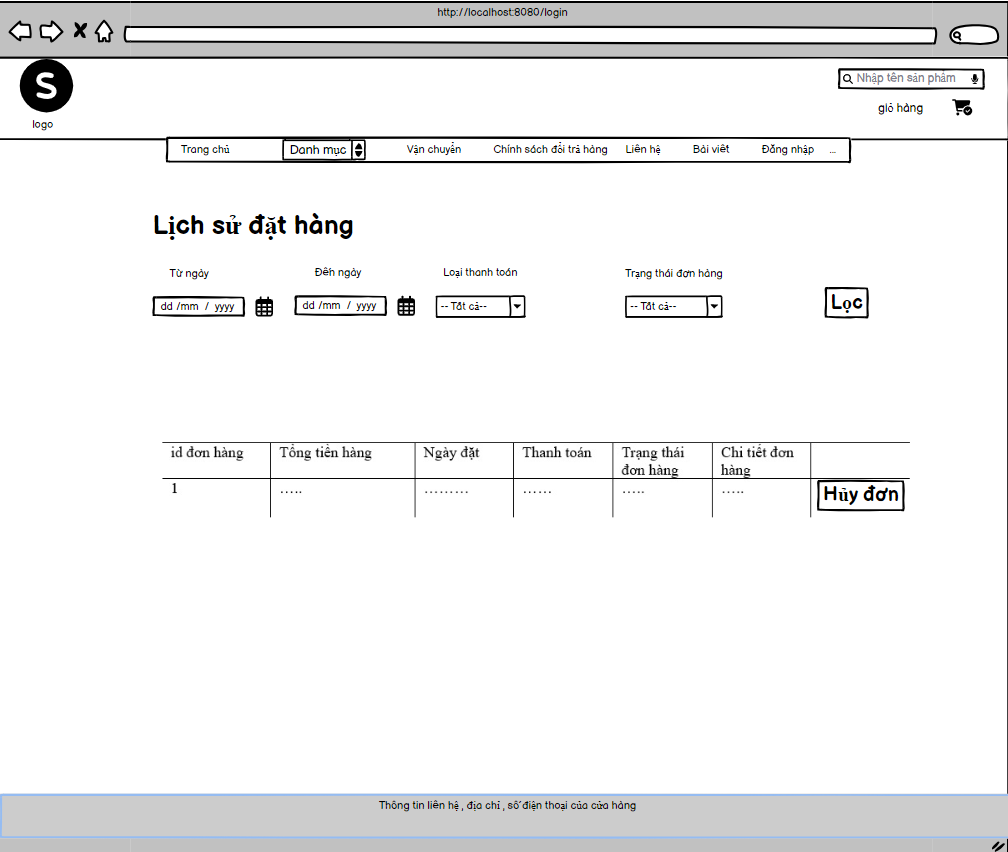 http://localhost:8080/login
S
logo
Nhập tên sản phẩm
giỏ hàng
Trang chủ Danh mục Vận chuyển Chính sách đổi trả hàng Liên hệ Bài viêt Đăng nhập ...
Lịch sử đặt hàng
Từ ngày Đến ngày Loại thanh toán Trạng thái đơn hàng
dd /mm / yyyy dd /mm / yyyy -- Tất cả-- -- Tất cả-- Lọc
id đơn hàng Tổng tiền hàng Ngày đặt Thanh toán Trạng thái đơn hàng Chi tiết đơn hàng
1 ..... ......... ...... ..... ..... Hủy đơn
Thông tin liên hệ , địa chỉ , số điện thoại của cửa hàng